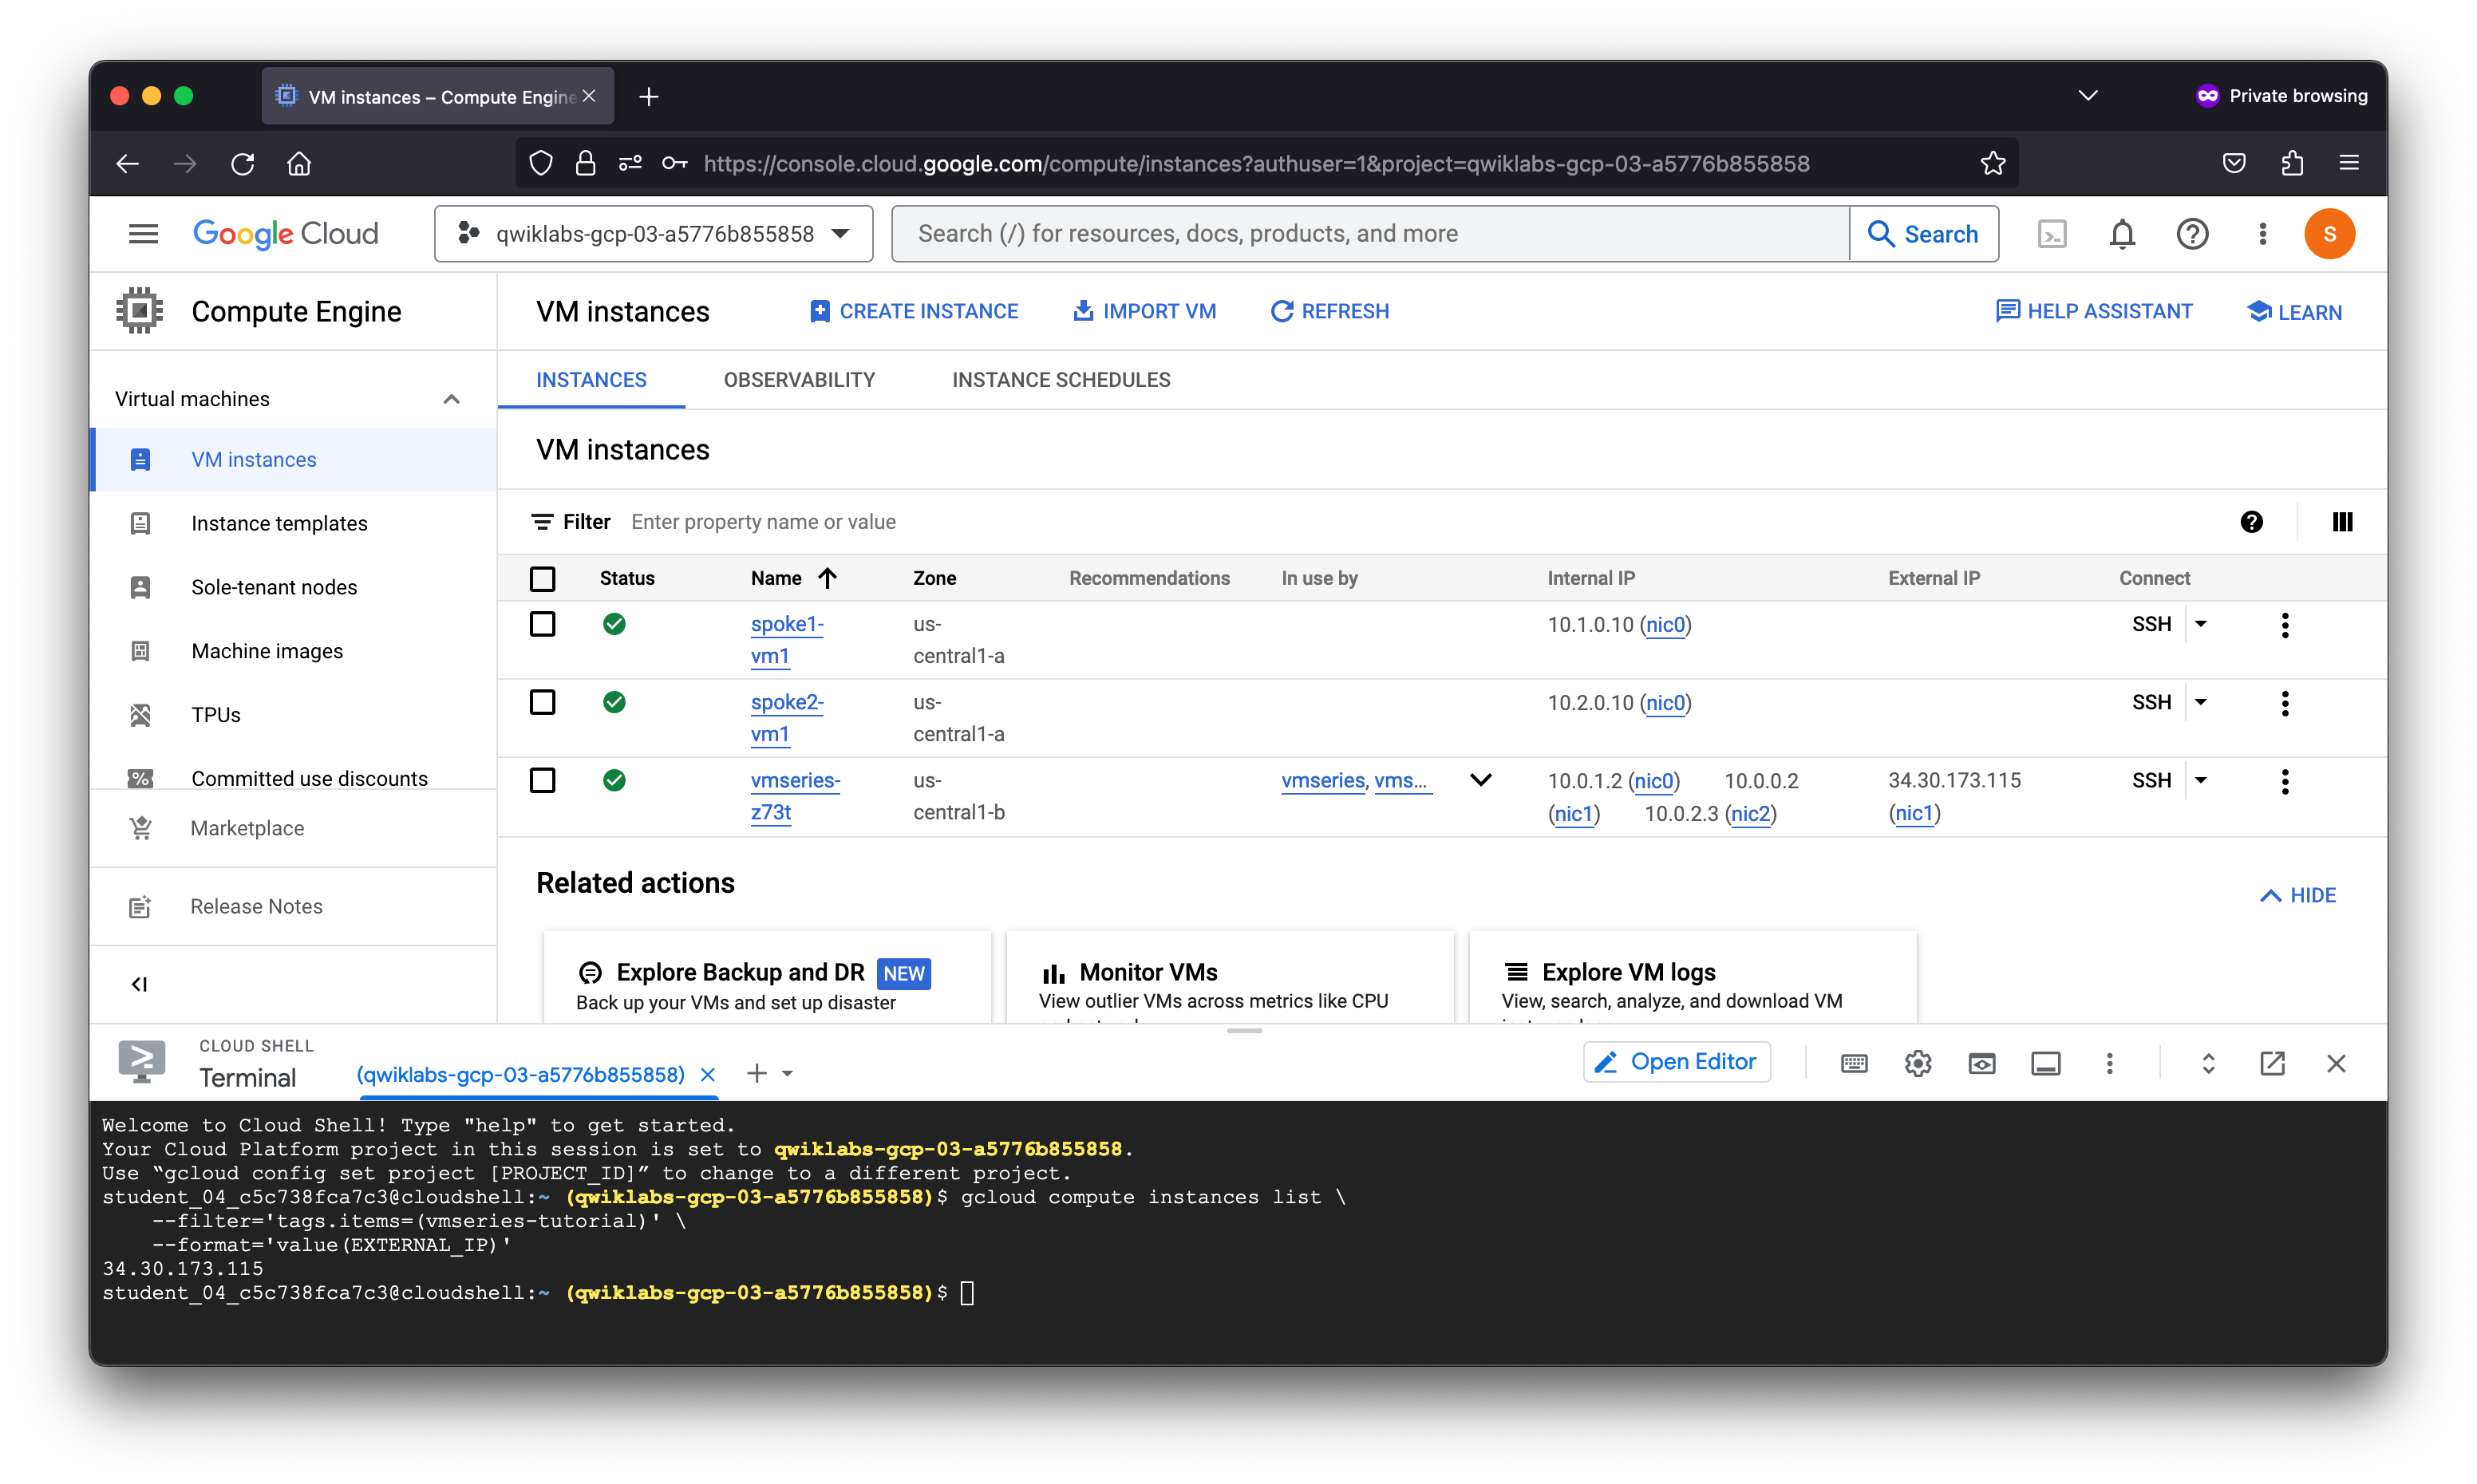 VM instances – Compute Engine
Private browsing
https://console.cloud.google.com/compute/instances?authuser=1&project=qwiklabs-gcp-03-a5776b855858
Google Cloud
qwiklabs-gcp-03-a5776b855858
Search (/) for resources, docs, products, and more
Search
S
Compute Engine
VM instances
CREATE INSTANCE
IMPORT VM
REFRESH
HELP ASSISTANT
LEARN
Virtual machines
VM instances
Instance templates
Sole-tenant nodes
Machine images
TPUs
Committed use discounts
Marketplace
Release Notes
INSTANCES
OBSERVABILITY
INSTANCE SCHEDULES
VM instances
Filter
Enter property name or value
Status Name Zone Recommendations In use by Internal IP External IP Connect
spoke1- us- 10.1.0.10 (nic0) SSH
vm1 central1-a
spoke2- us- 10.2.0.10 (nic0) SSH
vm1 central1-a
vmseries- us- vmseries, vms… 10.0.1.2 (nic0) 10.0.0.2 34.30.173.115 SSH
z73t central1-b (nic1) 10.0.2.3 (nic2) (nic1)
Related actions
HIDE
Explore Backup and DR NEW
Back up your VMs and set up disaster
Monitor VMs
View outlier VMs across metrics like CPU
Explore VM logs
View, search, analyze, and download VM
CLOUD SHELL
Terminal
(qwiklabs-gcp-03-a5776b855858)
Open Editor
Welcome to Cloud Shell! Type "help" to get started.
Your Cloud Platform project in this session is set to qwiklabs-gcp-03-a5776b855858.
Use “gcloud config set project [PROJECT_ID]” to change to a different project.
student_04_c5c738fca7c3@cloudshell:~ (qwiklabs-gcp-03-a5776b855858)$ gcloud compute instances list \
--filter='tags.items=(vmseries-tutorial)' \
--format='value(EXTERNAL_IP)'
34.30.173.115
student_04_c5c738fca7c3@cloudshell:~ (qwiklabs-gcp-03-a5776b855858)$